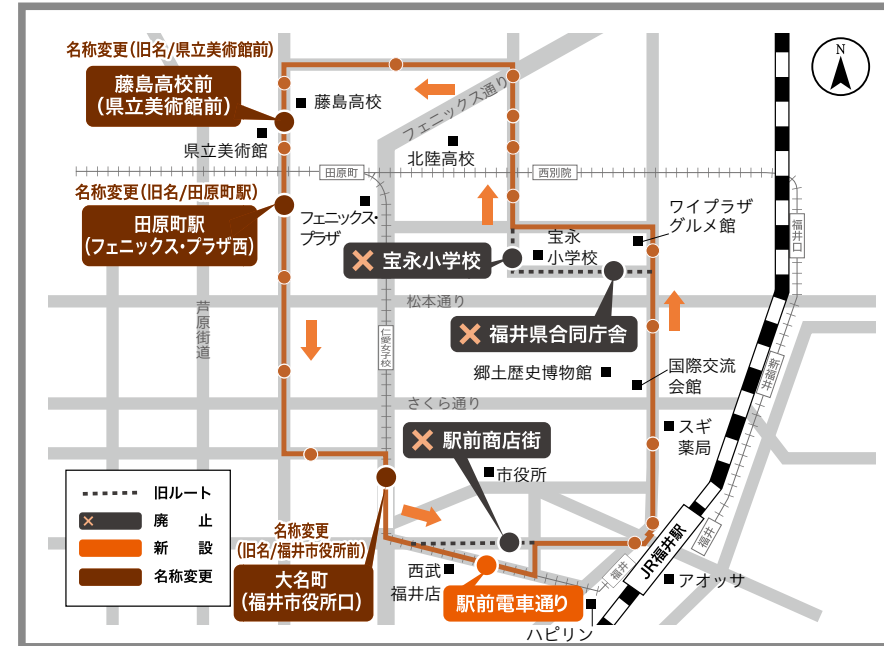 名称変更(旧名/県立美術館前)
藤島高校前
(県立美術館前)
藤島高校
県立美術館
フェニックス通り
北陸高校
N
田原町
西別院
名称変更(旧名/田原町駅)
田原町駅
(フェニックス・プラザ西)
フェニックス・
プラザ
ワイプラザ
グルメ館
宝永
小学校
福井口
✕ 宝永小学校
松本通り
芦原街道
仁愛女子校
✕ 福井県合同庁舎
郷土歴史博物館
国際交流
会館
新福井
さくら通り
✕ 駅前商店街
スギ
薬局
市役所
旧ルート
✕ 廃 止
新 設
名称変更
名称変更
(旧名/福井市役所前)
大名町
(福井市役所口)
西武
福井店
駅前電車通り
福井
JR福井駅
福井
アオッサ
ハピリン